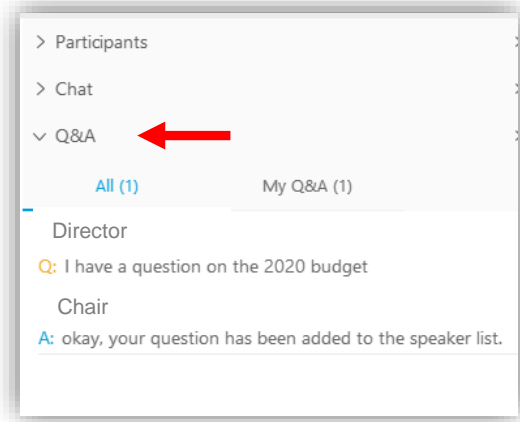 Participants
Chat
Q&A
All (1) My Q&A (1)
Director
Q: I have a question on the 2020 budget
Chair
A: okay, your question has been added to the speaker list.